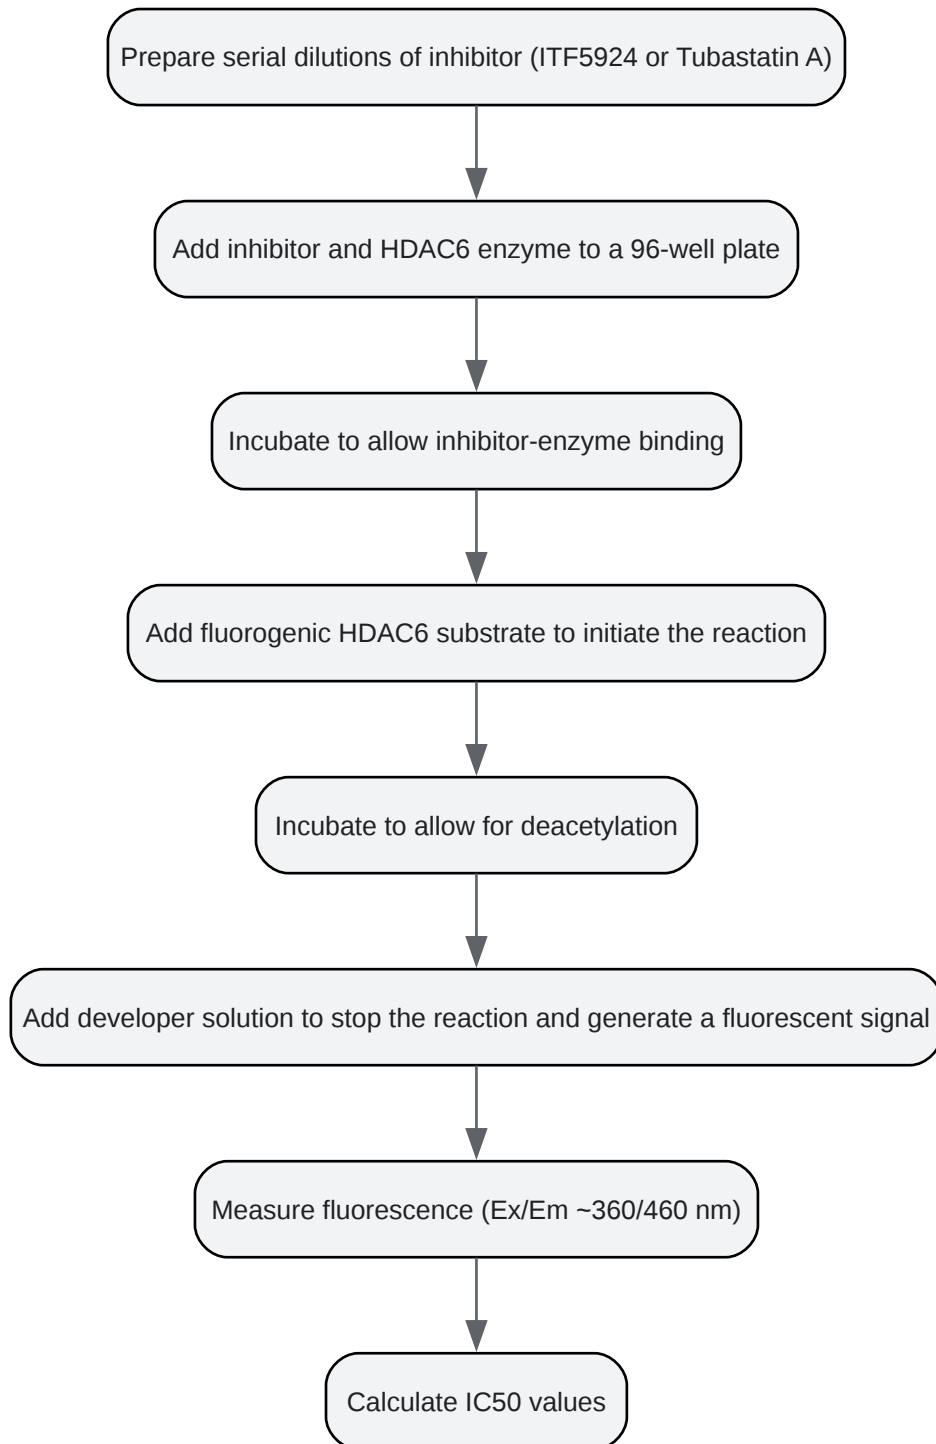 Prepare serial dilutions of inhibitor (ITF5924 or Tubastatin A)
Add inhibitor and HDAC6 enzyme to a 96-well plate
Incubate to allow inhibitor-enzyme binding
Add fluorogenic HDAC6 substrate to initiate the reaction
Incubate to allow for deacetylation
Add developer solution to stop the reaction and generate a fluorescent signal
Measure fluorescence (Ex/Em ~360/460 nm)
Calculate IC50 values